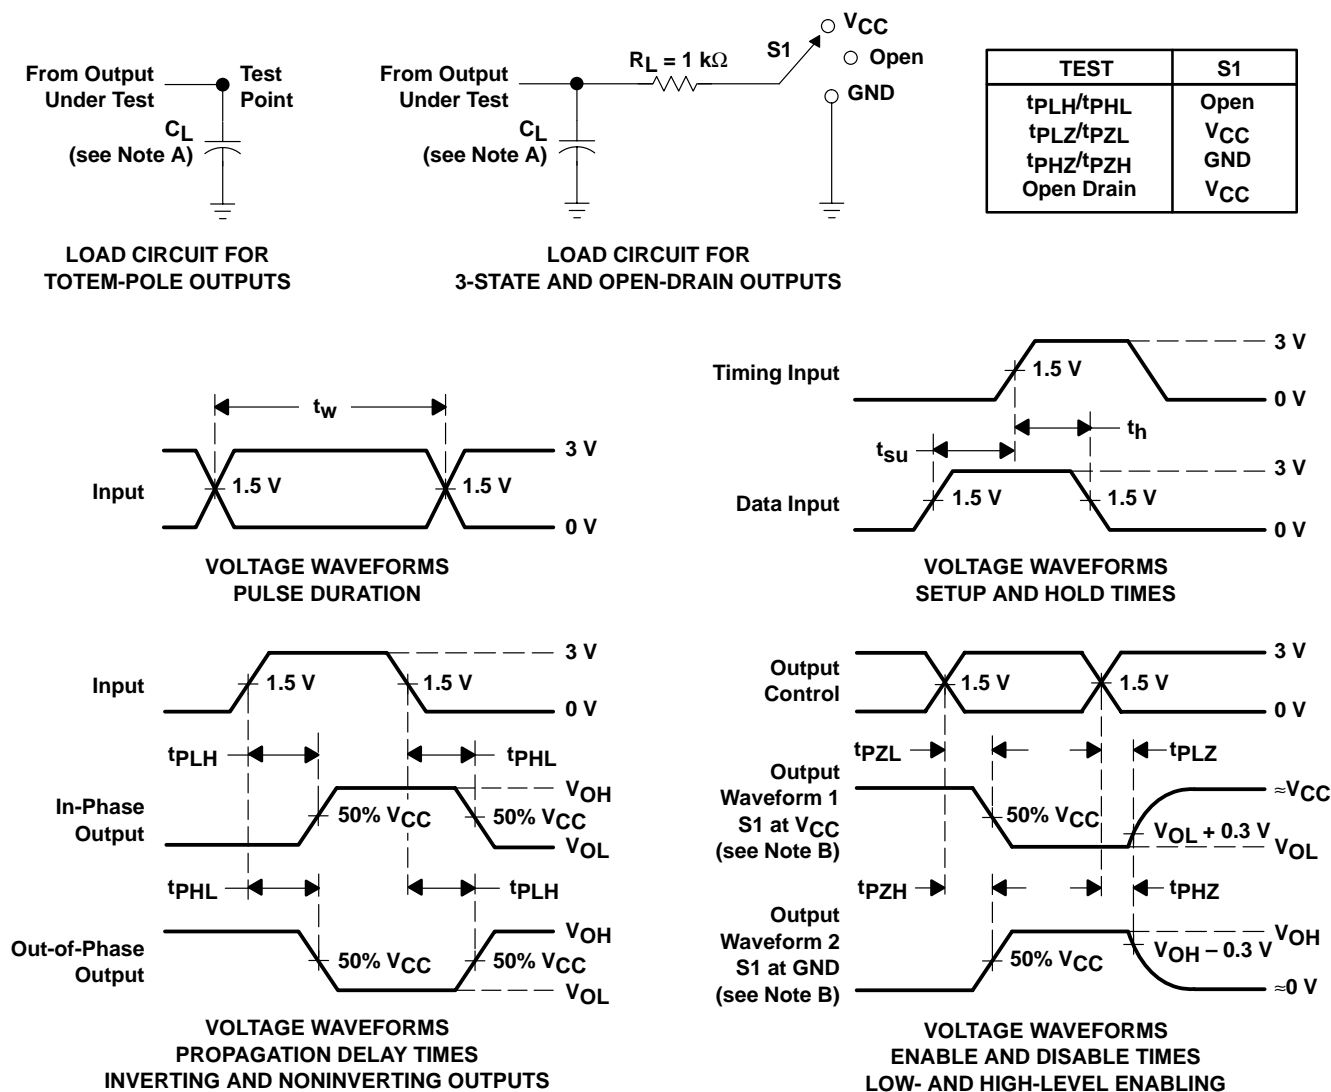 From Output
Under Test
Test
Point
CL
(see Note A)
LOAD CIRCUIT FOR
TOTEM-POLE OUTPUTS
From Output
Under Test
RL = 1 kΩ
S1
VCC
Open
GND
CL
(see Note A)
LOAD CIRCUIT FOR
3-STATE AND OPEN-DRAIN OUTPUTS
TEST S1
tPLH/tPHL Open
tPLZ/tPZL VCC
tPHZ/tPZH GND
Open Drain VCC
tw
3 V
Input
1.5 V
1.5 V
0 V
VOLTAGE WAVEFORMS
PULSE DURATION
3 V
Timing Input
1.5 V
0 V
th
tsu
3 V
Data Input
1.5 V
1.5 V
0 V
VOLTAGE WAVEFORMS
SETUP AND HOLD TIMES
3 V
Input
1.5 V
1.5 V
0 V
tPLH
tPHL
VOH
In-Phase
Output
50% VCC
50% VCC
VOL
tPHL
tPLH
VOH
Out-of-Phase
Output
50% VCC
50% VCC
VOL
VOLTAGE WAVEFORMS
PROPAGATION DELAY TIMES
INVERTING AND NONINVERTING OUTPUTS
3 V
Output
Control
1.5 V
1.5 V
0 V
tPZL
tPLZ
Output
Waveform 1
S1 at VCC
(see Note B)
50% VCC
≈VCC
VOL + 0.3 V
VOL
tPZH
tPHZ
Output
Waveform 2
S1 at GND
(see Note B)
50% VCC
VOH
VOH – 0.3 V
≈0 V
VOLTAGE WAVEFORMS
ENABLE AND DISABLE TIMES
LOW- AND HIGH-LEVEL ENABLING